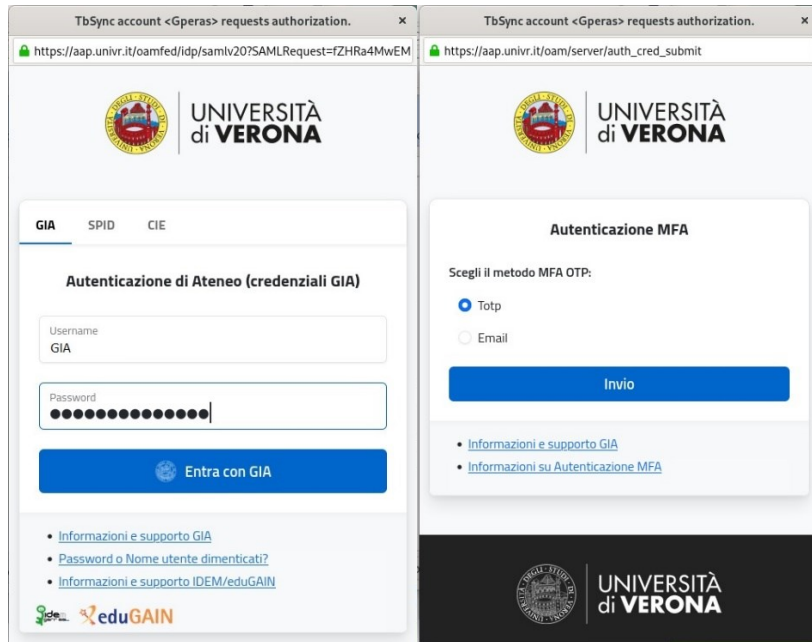 TbSync account <Gperas> requests authorization.
×
https://aap.univr.it/oamfed/idp/samlv20?SAMLRequest=fZHRa4MwEM
UNIVERSITÀ
di VERONA
GIA
SPID
CIE
Autenticazione di Ateneo (credenziali GIA)
Username
GIA
Password
Entra con GIA
Informazioni e supporto GIA
Password o Nome utente dimenticati?
Informazioni e supporto IDEM/eduGAIN
eduGAIN
TbSync account <Gperas> requests authorization.
×
https://aap.univr.it/oam/server/auth_cred_submit
UNIVERSITÀ
di VERONA
Autenticazione MFA
Scegli il metodo MFA OTP:
Totp
Email
Invio
Informazioni e supporto GIA
Informazioni su Autenticazione MFA
UNIVERSITÀ
di VERONA